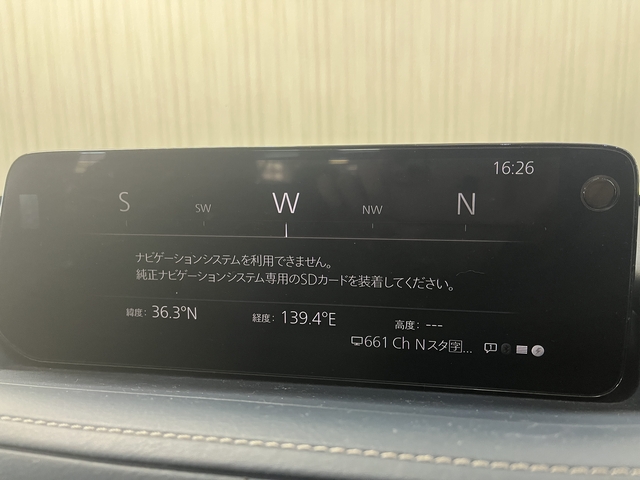 16:26
S SW W NW N
ナビゲーションシステムを利用できません。
純正ナビゲーションシステム専用のSDカードを装着してください。
緯度: 36.3°N 経度: 139.4°E 高度: ---
661 Ch Nスタ🈑...